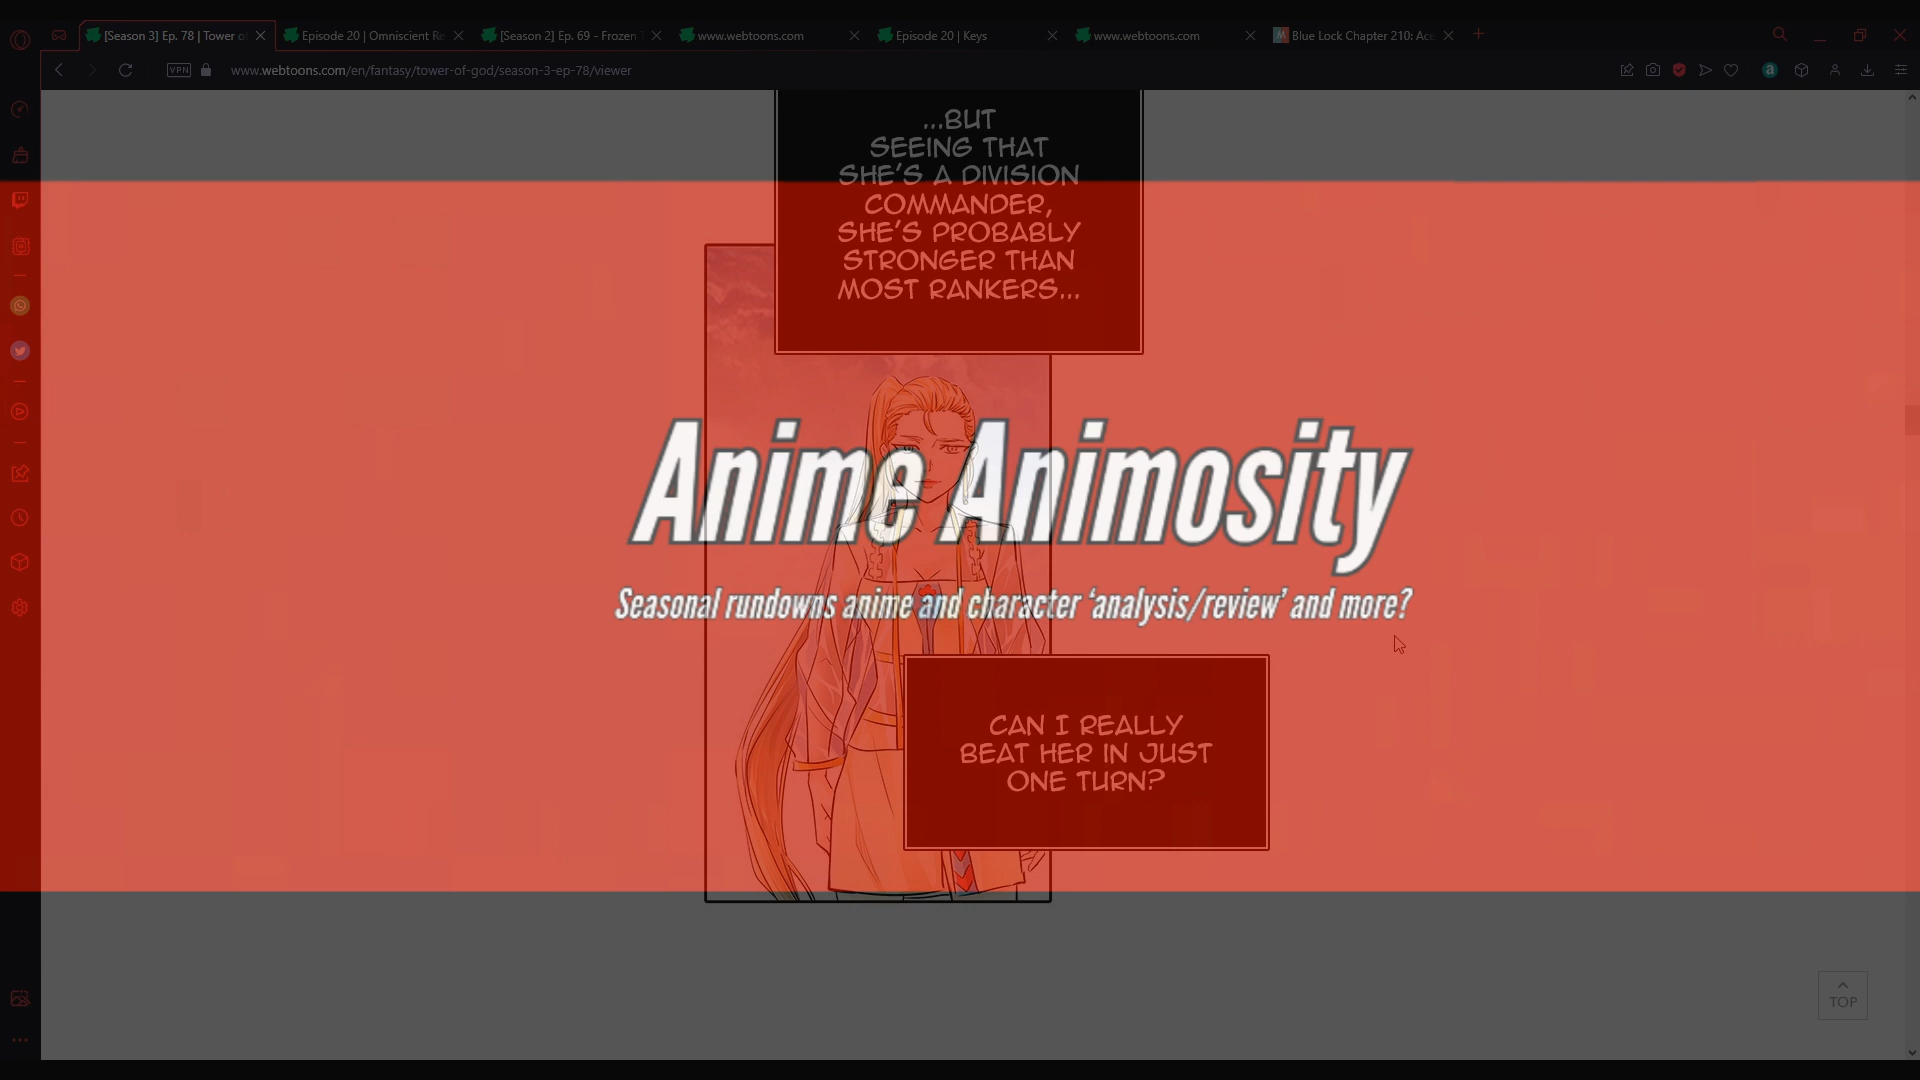 [Season 3] Ep. 78 | Tower o
Episode 20 | Omniscient Re
[Season 2] Ep. 69 - Frozen T
www.webtoons.com
Episode 20 | Keys
www.webtoons.com
Blue Lock Chapter 210: Ace
VPN
www.webtoons.com/en/fantasy/tower-of-god/season-3-ep-78/viewer
...BUT
SEEING THAT
SHE'S A DIVISION
COMMANDER,
SHE'S PROBABLY
STRONGER THAN
MOST RANKERS...
Anime Animosity
Seasonal rundowns anime and character 'analysis/review' and more?
CAN I REALLY
BEAT HER IN JUST
ONE TURN?
TOP